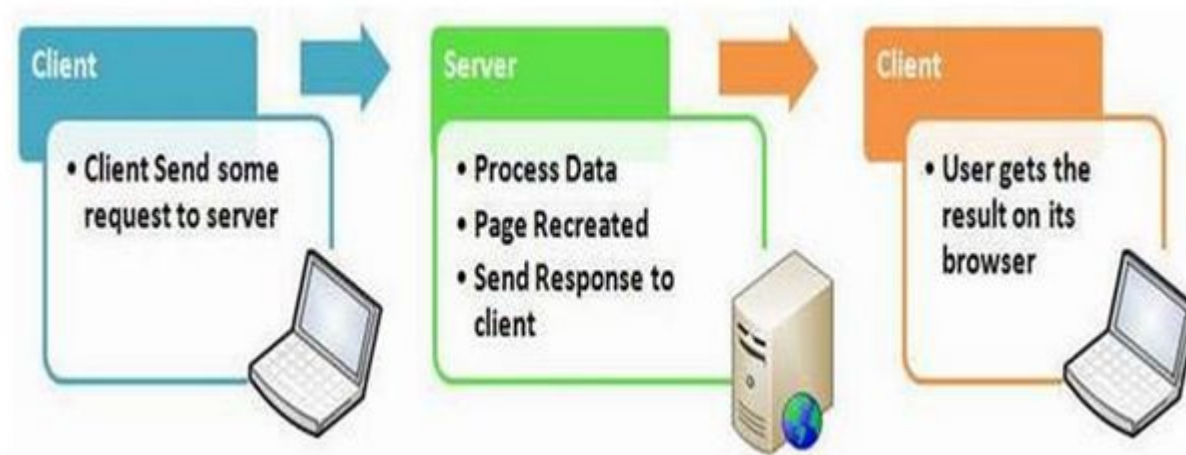 Client
• Client Send some
request to server
Server
• Process Data
• Page Recreated
• Send Response to
client
Client
• User gets the
result on its
browser